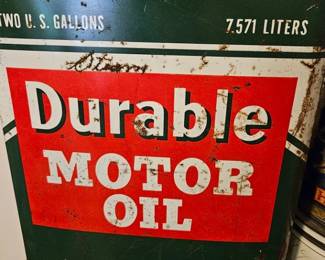 TWO U. S. GALLONS 7.571 LITERS
Durable
MOTOR
OIL